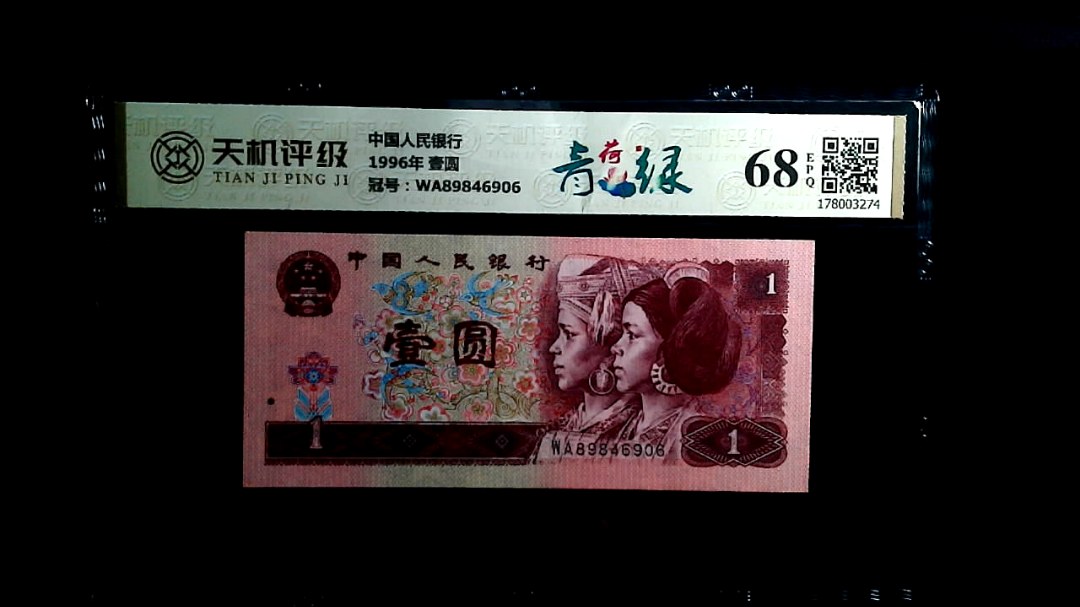 天机评级
TIAN JI PING JI
中国人民银行
1996年 壹圆
冠号：WA89846906
青荷绿
68
EPQ
178003274
中国人民银行
1
壹圆
1
WA89846906
1